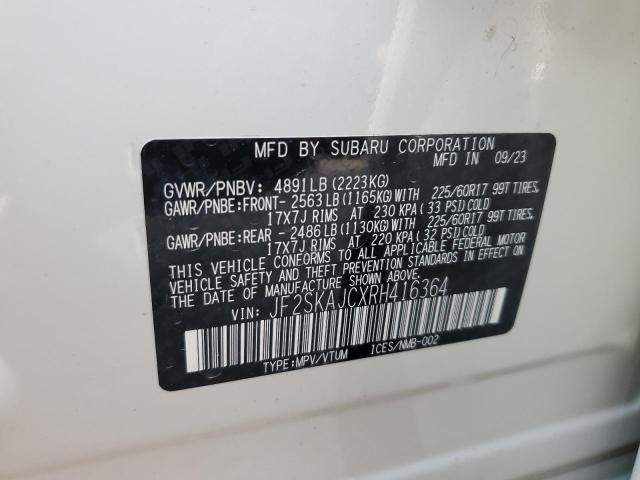 MFD BY SUBARU CORPORATION
MFD IN 09/23
GVWR/PNBV: 4891LB(2223KG)
GAWR/PNBE:FRONT- 2563LB(1165KG)WITH 225/60R17 99T TIRES,
17X7J RIMS AT 230 KPA(33 PSI)COLD
GAWR/PNBE:REAR -2486LB(1130KG)WITH 225/60R17 99T TIRES,
17X7J RIMS AT 220 KPA(32 PSI)COLD
THIS VEHICLE CONFORMS TO ALL APPLICABLE FEDERAL MOTOR
VEHICLE SAFETY AND THEFT PREVENTION STANDARDS IN EFFECT ON
THE DATE OF MANUFACTURE SHOWN ABOVE.
VIN: JF2SKAJCXRH416364
TYPE:MPV/VTUM ICES/NMB-002